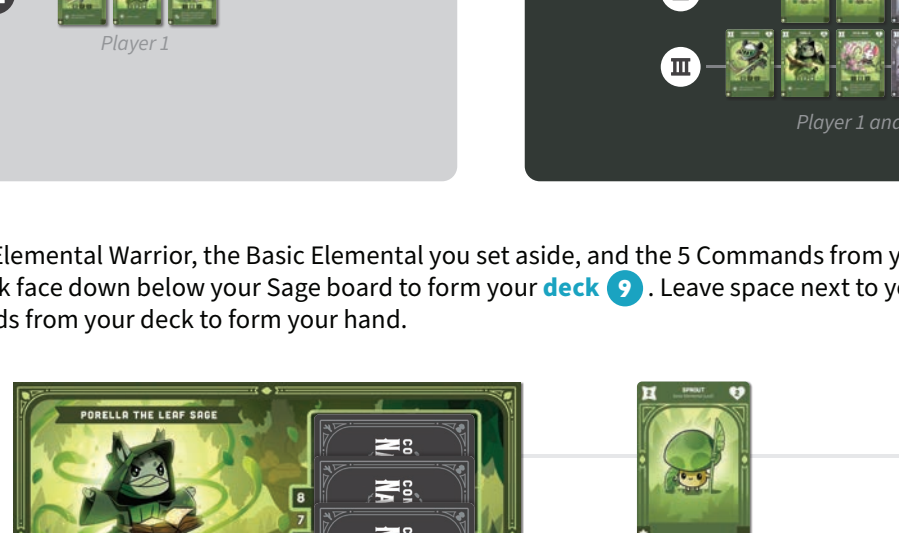 Player 1
III
Player 1 and
Elemental Warrior, the Basic Elemental you set aside, and the 5 Commands from y
k face down below your Sage board to form your deck 9 . Leave space next to yo
ds from your deck to form your hand.
PORELLA THE LEAF SAGE
SPROUT
8
7